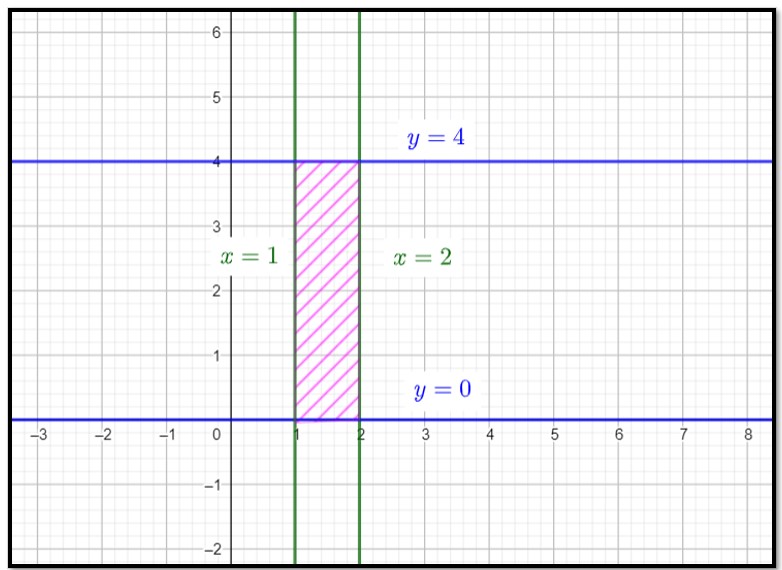 6
5
y = 4
4
3
x = 1
x = 2
2
1
y = 0
–3 –2 –1 0 1 2 3 4 5 6 7 8
–1
–2